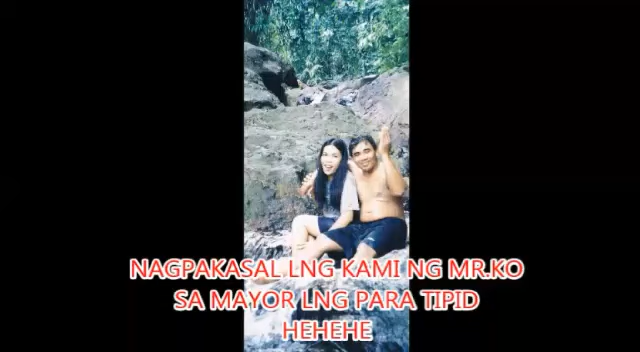 NAGPAKASAL LNG KAMI NG MR.KO
SA MAYOR LNG PARA TIPID
HEHEHE